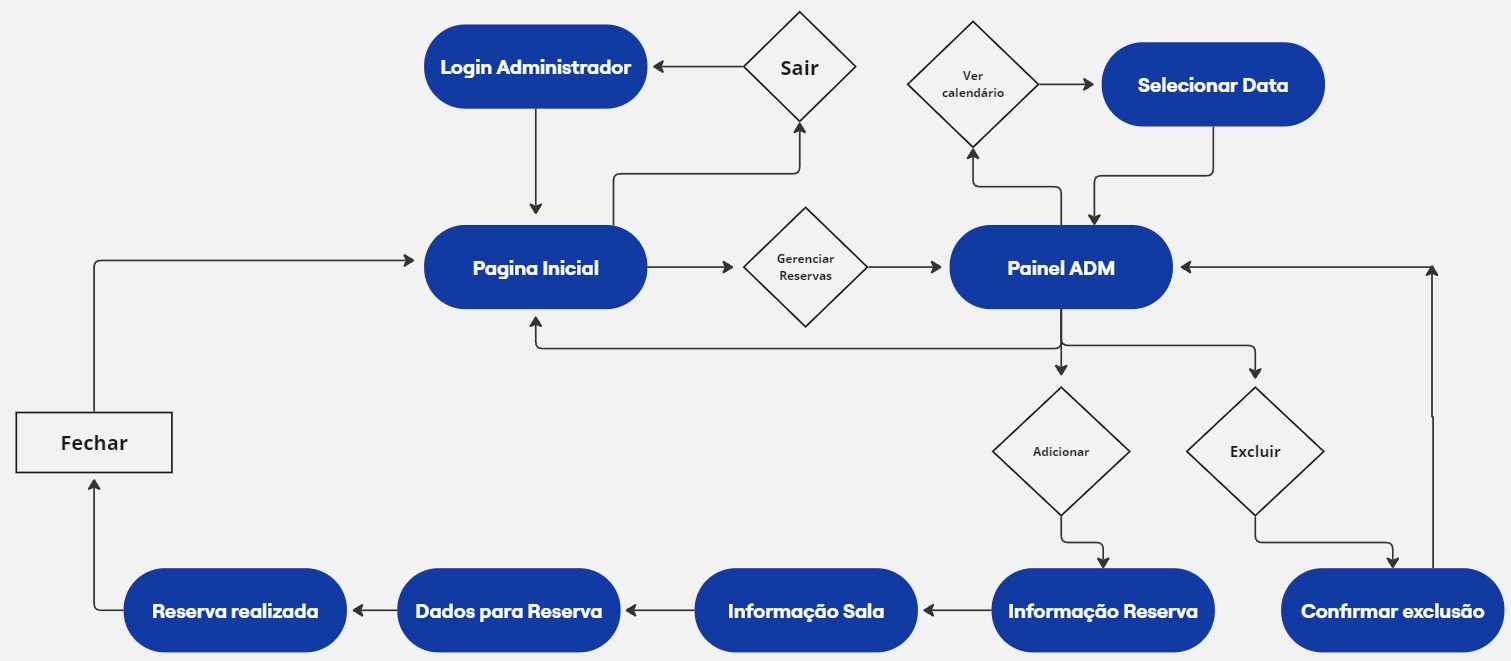 Login Administrador
Sair
Ver
calendário
Selecionar Data
Pagina Inicial
Gerenciar
Reservas
Painel ADM
Fechar
Adicionar
Excluir
Reserva realizada
Dados para Reserva
Informação Sala
Informação Reserva
Confirmar exclusão